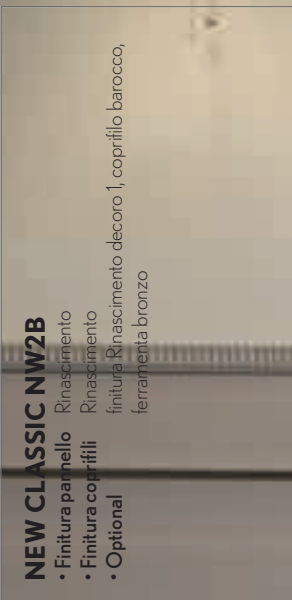 NEW CLASSIC NW2B
• Finitura pannello Rinascimento
• Finitura coprifili Rinascimento
• Optional finitura Rinascimento decoro 1, coprifilo barocco,
ferramenta bronzo